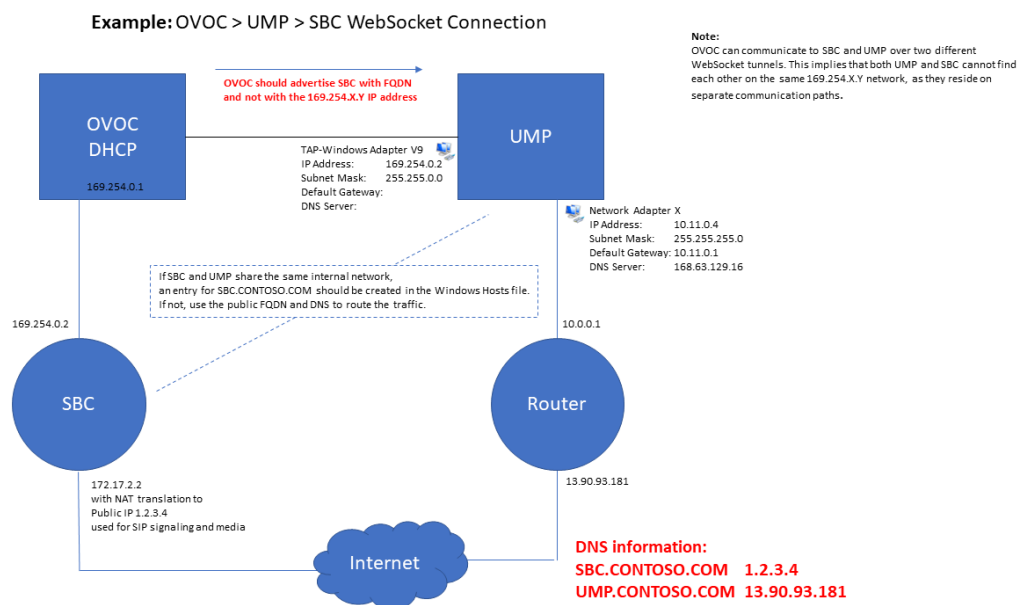 Example: OVOC > UMP > SBC WebSocket Connection
Note:
OVOC can communicate to SBC and UMP over two different
WebSocket tunnels. This implies that both UMP and SBC cannot find
each other on the same 169.254.X.Y network, as they reside on
separate communication paths.
OVOC should advertise SBC with FQDN
and not with the 169.254.X.Y IP address
OVOC
DHCP
169.254.0.1
UMP
TAP-Windows Adapter V9
IP Address: 169.254.0.2
Subnet Mask: 255.255.0.0
Default Gateway:
DNS Server:
Network Adapter X
IP Address: 10.11.0.4
Subnet Mask: 255.255.255.0
Default Gateway: 10.11.0.1
DNS Server: 168.63.129.16
If SBC and UMP share the same internal network,
an entry for SBC.CONTOSO.COM should be created in the Windows Hosts file.
If not, use the public FQDN and DNS to route the traffic.
169.254.0.2
10.0.0.1
SBC
Router
172.17.2.2
with NAT translation to
Public IP 1.2.3.4
used for SIP signaling and media
13.90.93.181
Internet
DNS information:
SBC.CONTOSO.COM 1.2.3.4
UMP.CONTOSO.COM 13.90.93.181